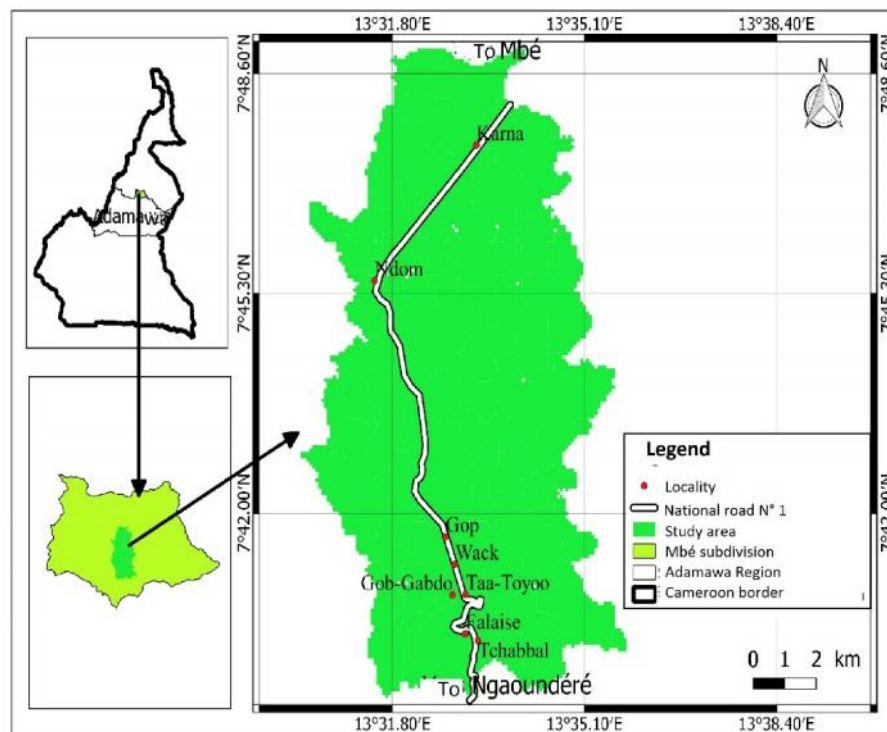 13°31.80'E 13°35.10'E 13°38.40'E
To Mbé
7°48.60'N
7°48.60'N
N
Karna
Adamawa
Ndom
7°45.30'N
7°45.30'N
Legend
Locality
National road N° 1
Study area
Mbé subdivision
Adamawa Region
Cameroon border
7°42.00'N
7°42.00'N
Gop
Wack
Gob-Gabdo Taa-Toyoo
Falaise
Tchabbal
0 1 2 km
To Ngaoundéré
13°31.80'E 13°35.10'E 13°38.40'E